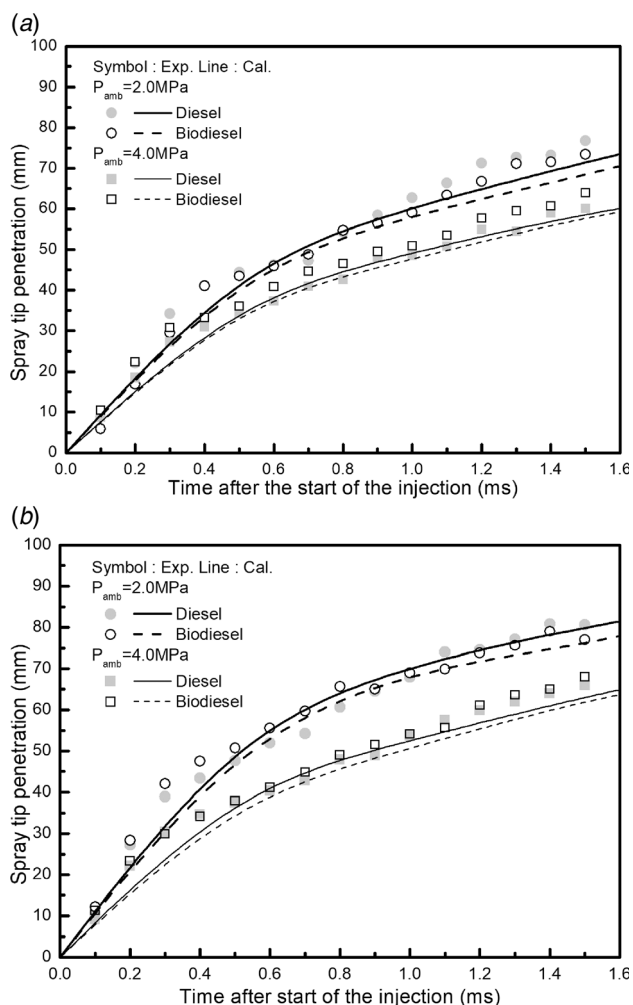 (a)
100
90
80
70
60
50
40
30
20
10
0
Spray tip penetration (mm)
Symbol : Exp. Line : Cal.
P amb =2.0MPa
Diesel
Biodiesel
P amb =4.0MPa
Diesel
Biodiesel
0.0 0.2 0.4 0.6 0.8 1.0 1.2 1.4 1.6
Time after the start of the injection (ms)
(b)
100
90
80
70
60
50
40
30
20
10
0
Spray tip penetration (mm)
Symbol : Exp. Line : Cal.
P amb =2.0MPa
Diesel
Biodiesel
P amb =4.0MPa
Diesel
Biodiesel
0.0 0.2 0.4 0.6 0.8 1.0 1.2 1.4 1.6
Time after start of the injection (ms)